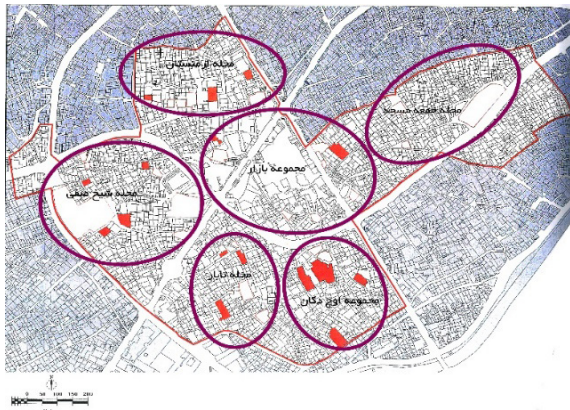 محله ارمنستان
محله جمعه مسجد
مجموعه بازار
محله شیخ صفی
محله تابار
مجموعه اوچ دکان
0 50 100 150 200